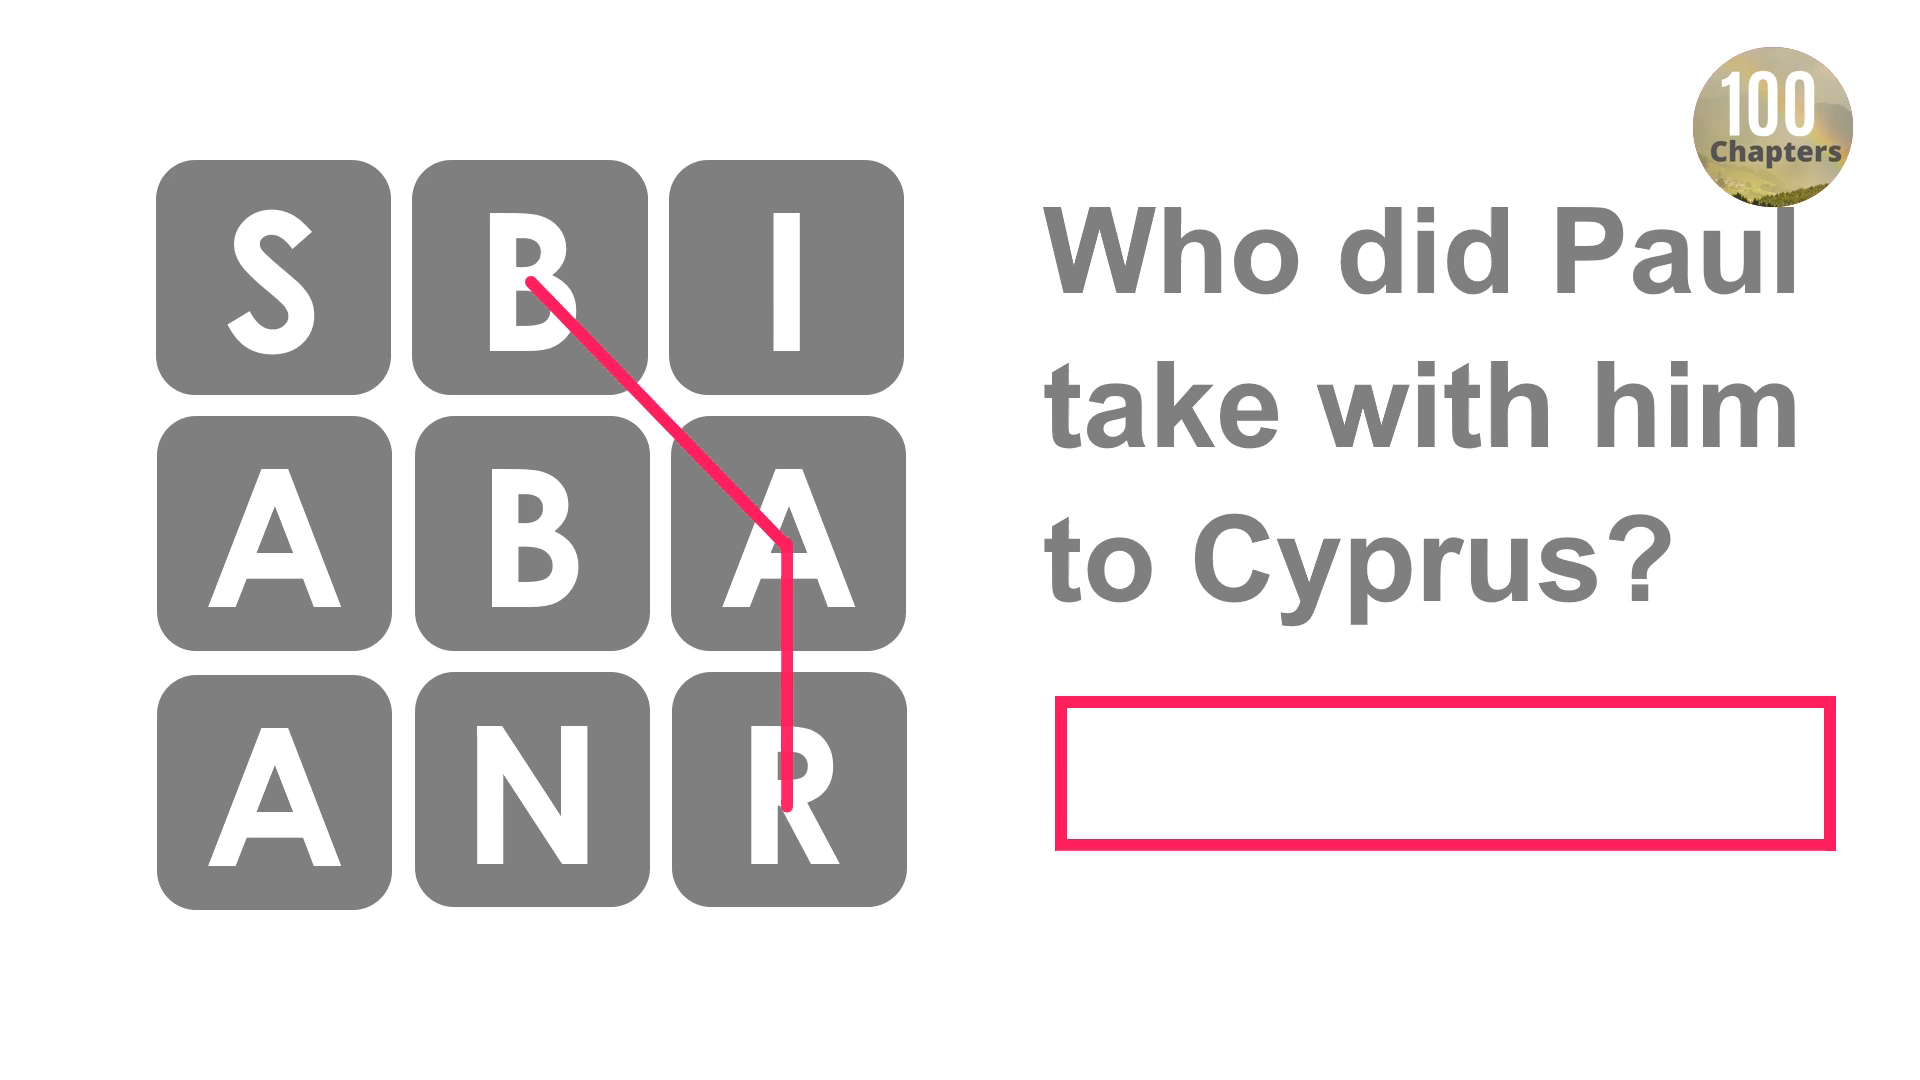 100
Chapters
S B I
A B A
A N R
Who did Paul
take with him
to Cyprus?